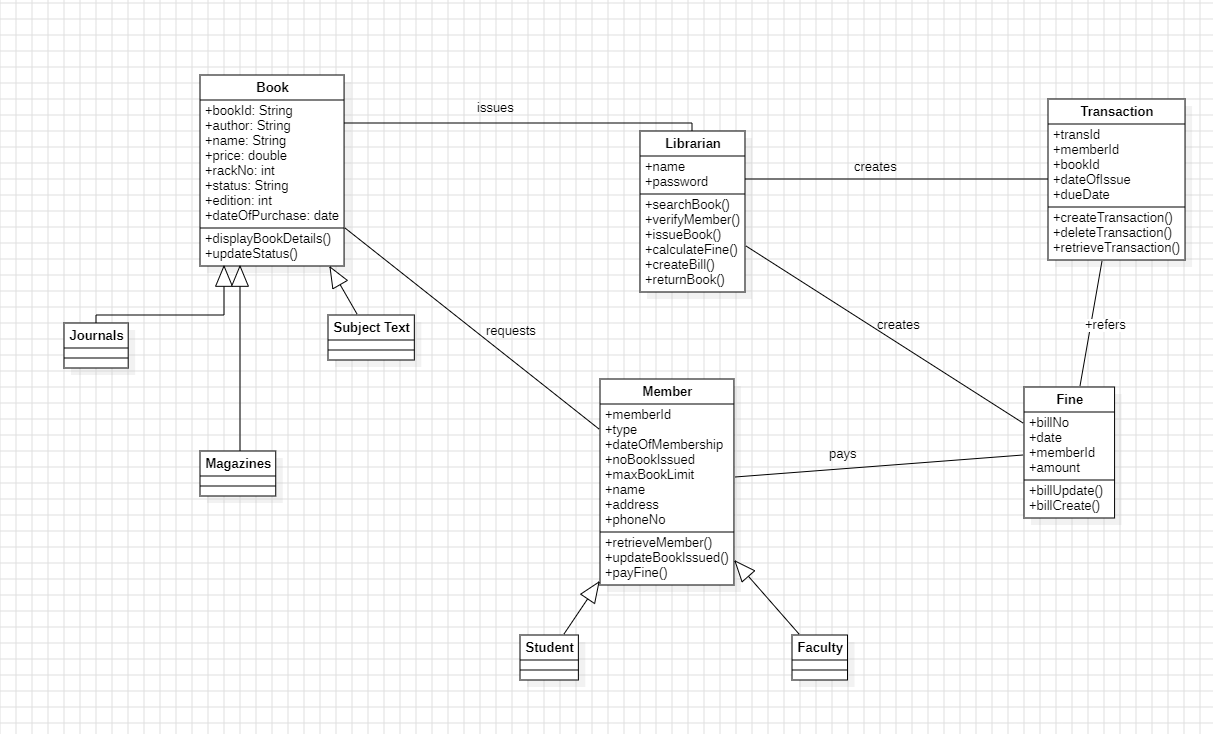 Book
+bookId: String
+author: String
+name: String
+price: double
+rackNo: int
+status: String
+edition: int
+dateOfPurchase: date
+displayBookDetails()
+updateStatus()
issues
Librarian
+name
+password
+searchBook()
+verifyMember()
+issueBook()
+calculateFine()
+createBill()
+returnBook()
creates
Transaction
+transId
+memberId
+bookId
+dateOfIssue
+dueDate
+createTransaction()
+deleteTransaction()
+retrieveTransaction()
Journals
Subject Text
requests
creates
+refers
Magazines
Member
+memberId
+type
+dateOfMembership
+noBookIssued
+maxBookLimit
+name
+address
+phoneNo
+retrieveMember()
+updateBookIssued()
+payFine()
pays
Fine
+billNo
+date
+memberId
+amount
+billUpdate()
+billCreate()
Student
Faculty